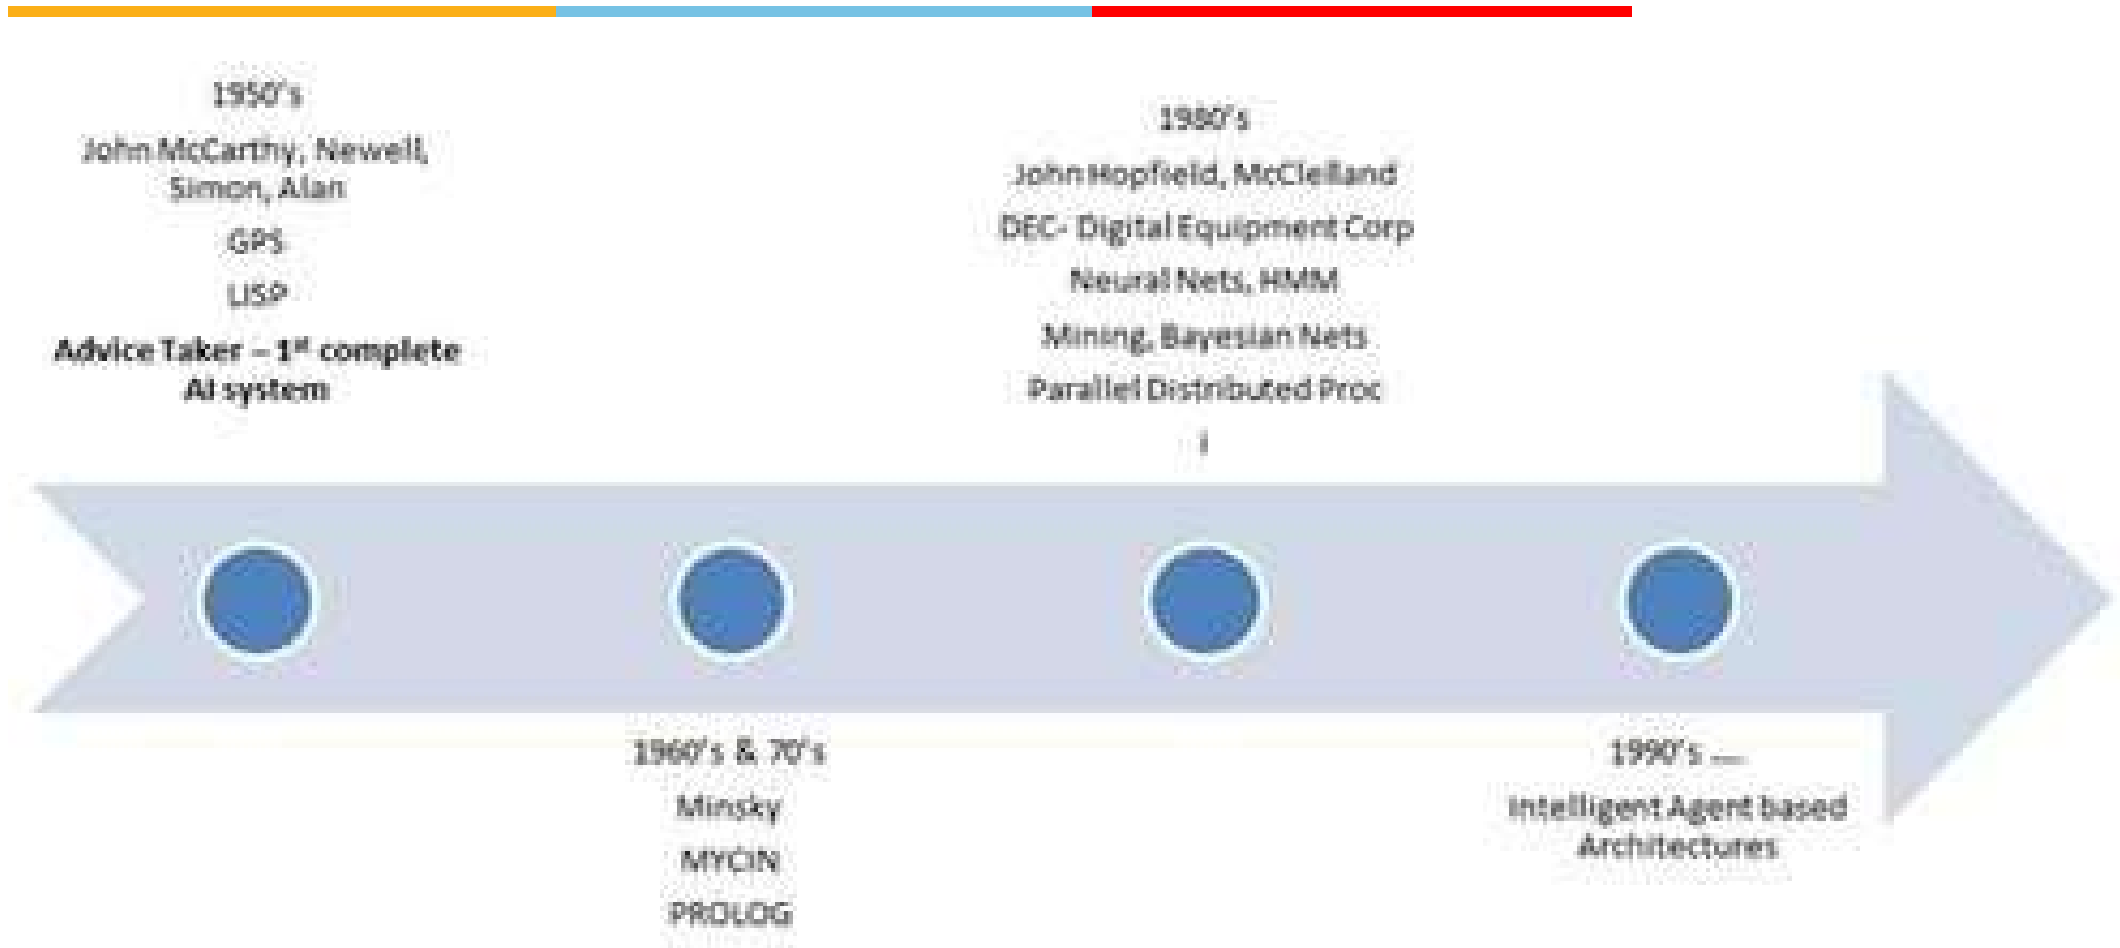 1950's
John McCarthy, Newell,
Simon, Alan
GPS
LISP
Advice Taker – 1st complete
AI system
1960's & 70's
Minsky
MYCIN
PROLOG
1980's
John Hopfield, McClelland
DEC- Digital Equipment Corp
Neural Nets, HMM
Mining, Bayesian Nets
Parallel Distributed Proc
1990's ....
Intelligent Agent based
Architectures